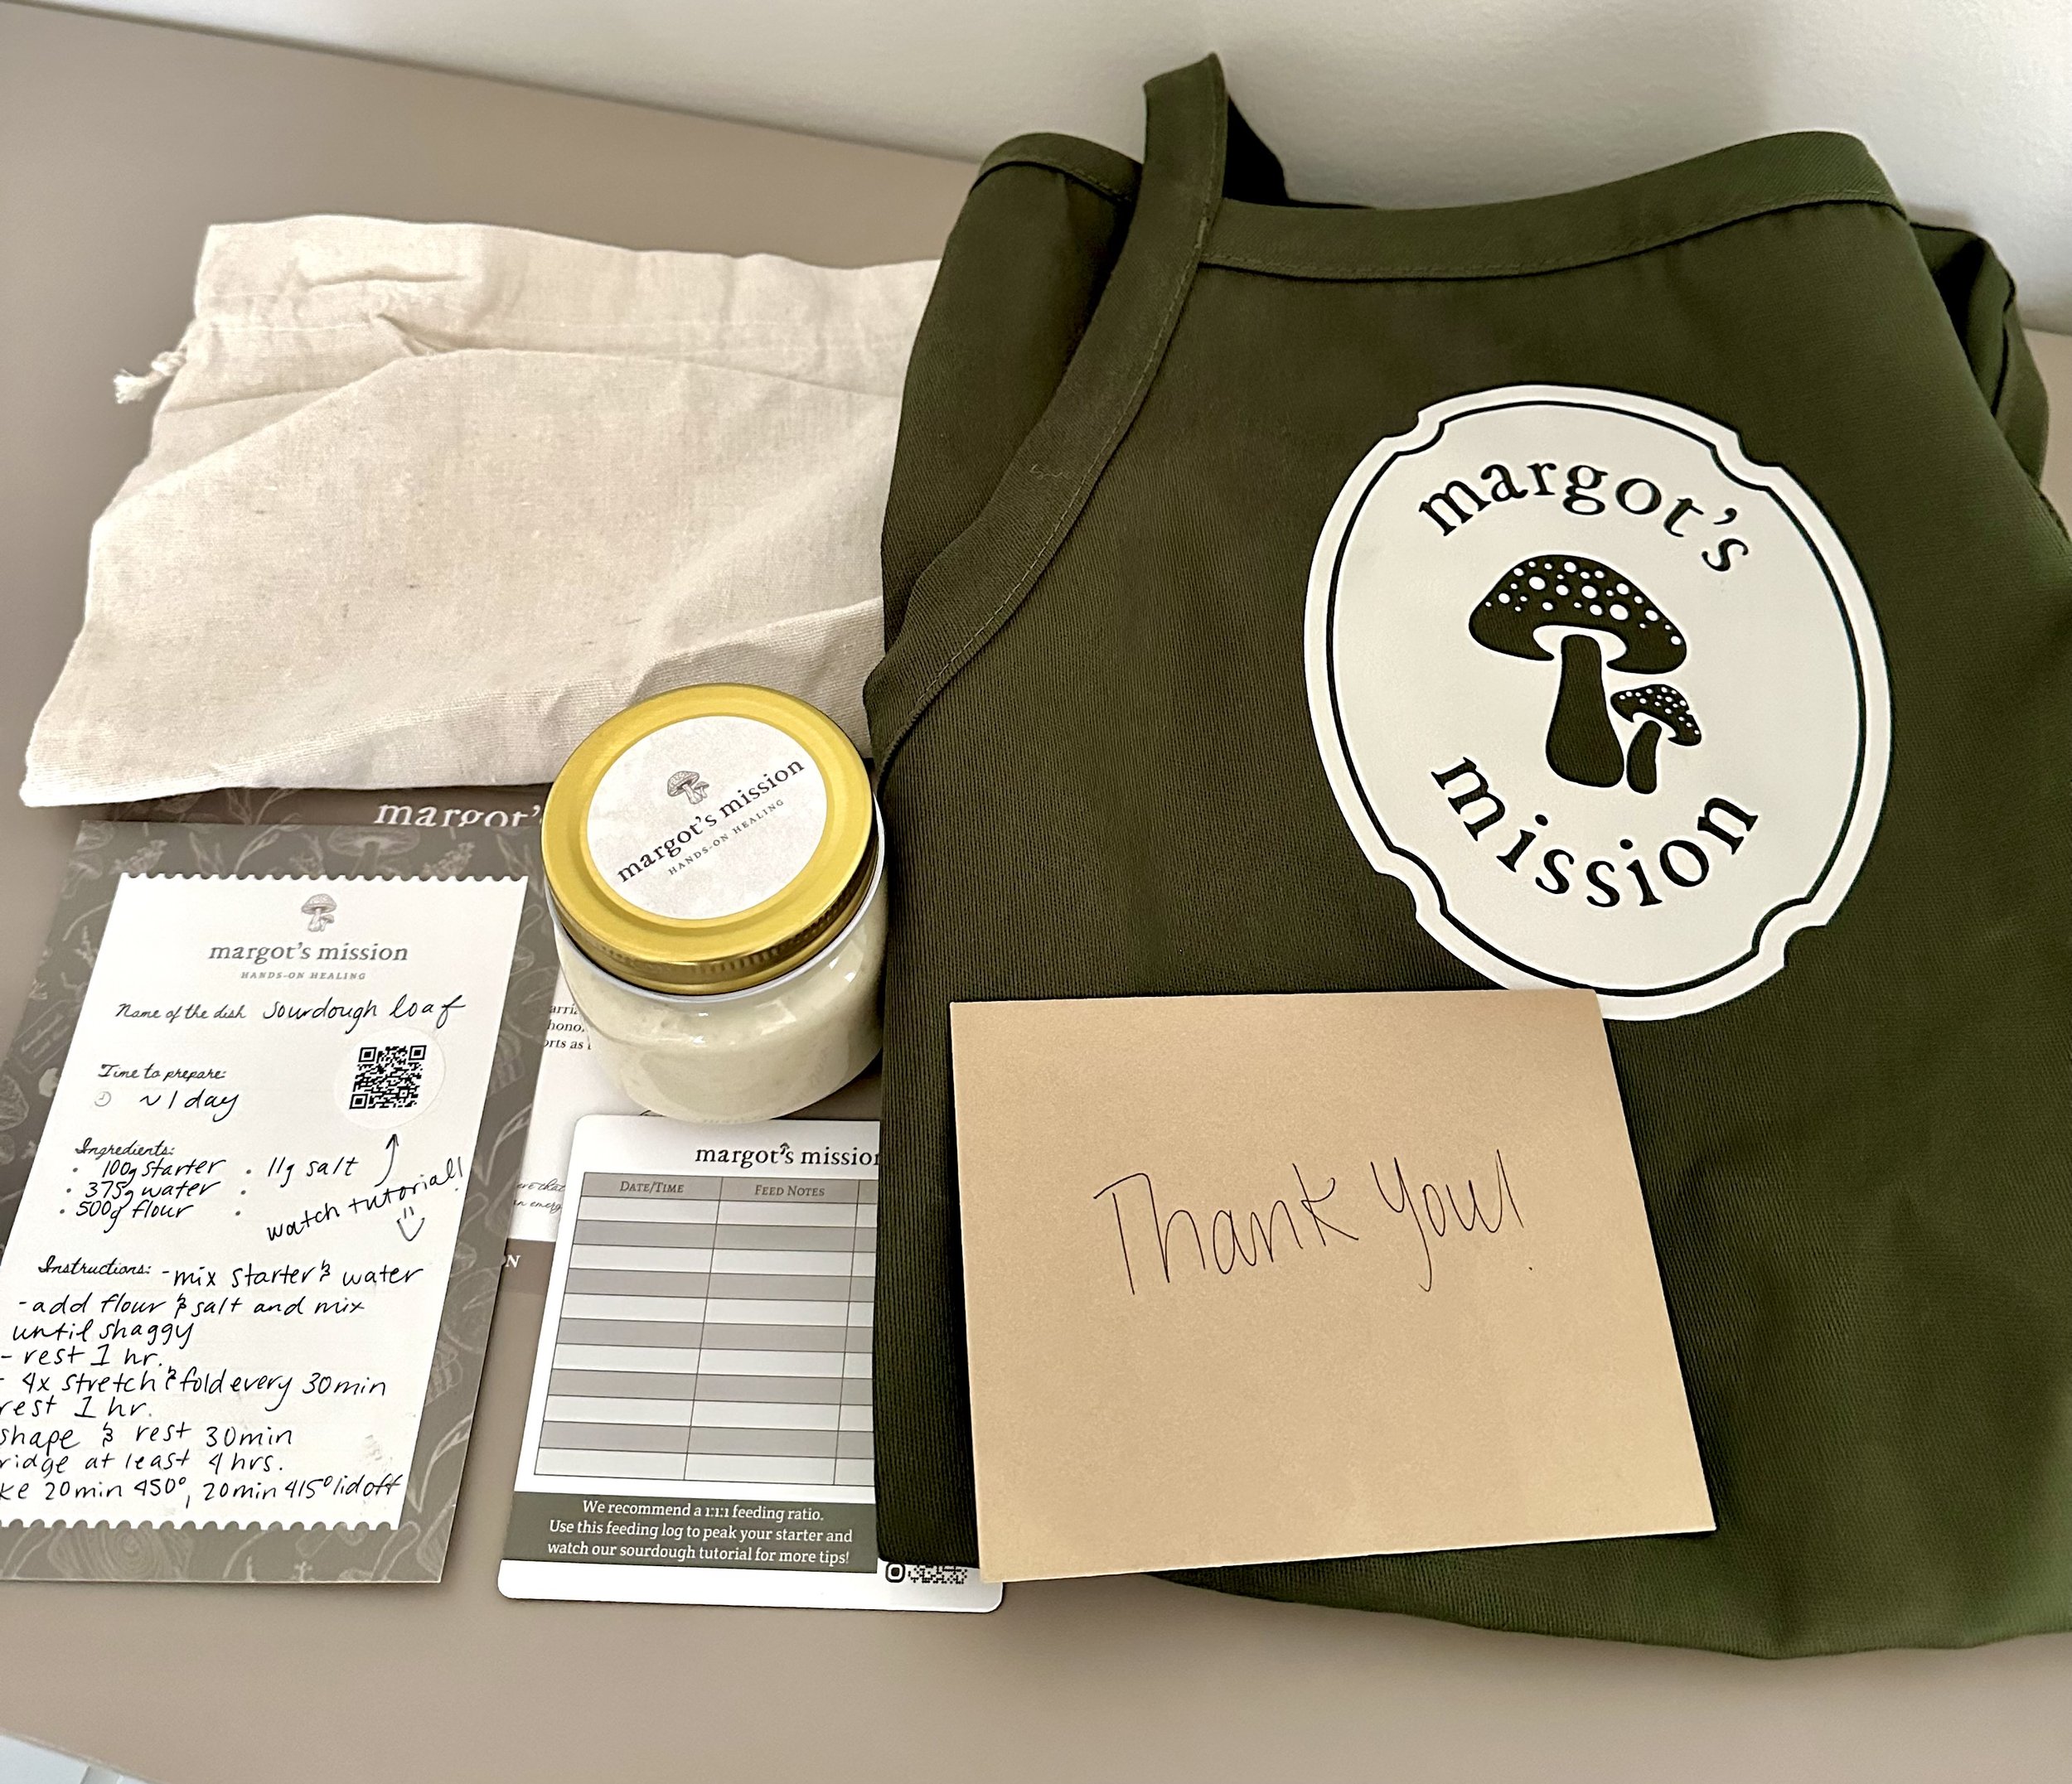 margot's
mission
margot's
margot's mission
HANDS-ON HEALING
margot's mission
HANDS-ON HEALING
Name of the dish sourdough loaf
Time to prepare:
~ 1 day
Ingredients:
• 100g starter • 11g salt
• 375g water •
• 500g flour •
watch tutorial!
Instructions: - mix starter & water
- add flour & salt and mix
until shaggy
- rest 1 hr.
- 4x stretch & fold every 30min
rest 1 hr.
shape & rest 30min
ridge at least 4 hrs.
ke 20min 450°, 20min 415° lid off
orts as
margot's mission
DATE/TIME FEED NOTES
We recommend a 1:1:1 feeding ratio.
Use this feeding log to peak your starter and
watch our sourdough tutorial for more tips!
Thank You!